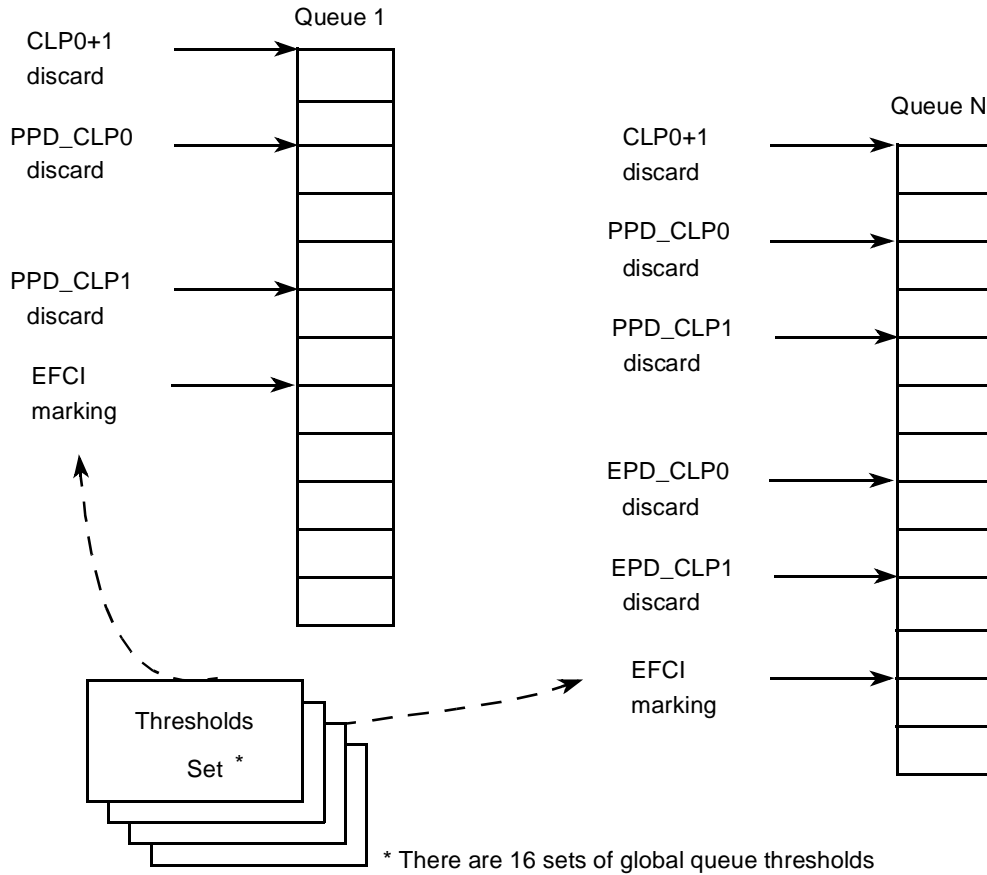 Queue 1
CLP0+1
discard
PPD_CLP0
discard
PPD_CLP1
discard
EFCI
marking
Queue N
CLP0+1
discard
PPD_CLP0
discard
PPD_CLP1
discard
EPD_CLP0
discard
EPD_CLP1
discard
EFCI
marking
Thresholds
Set *
* There are 16 sets of global queue thresholds